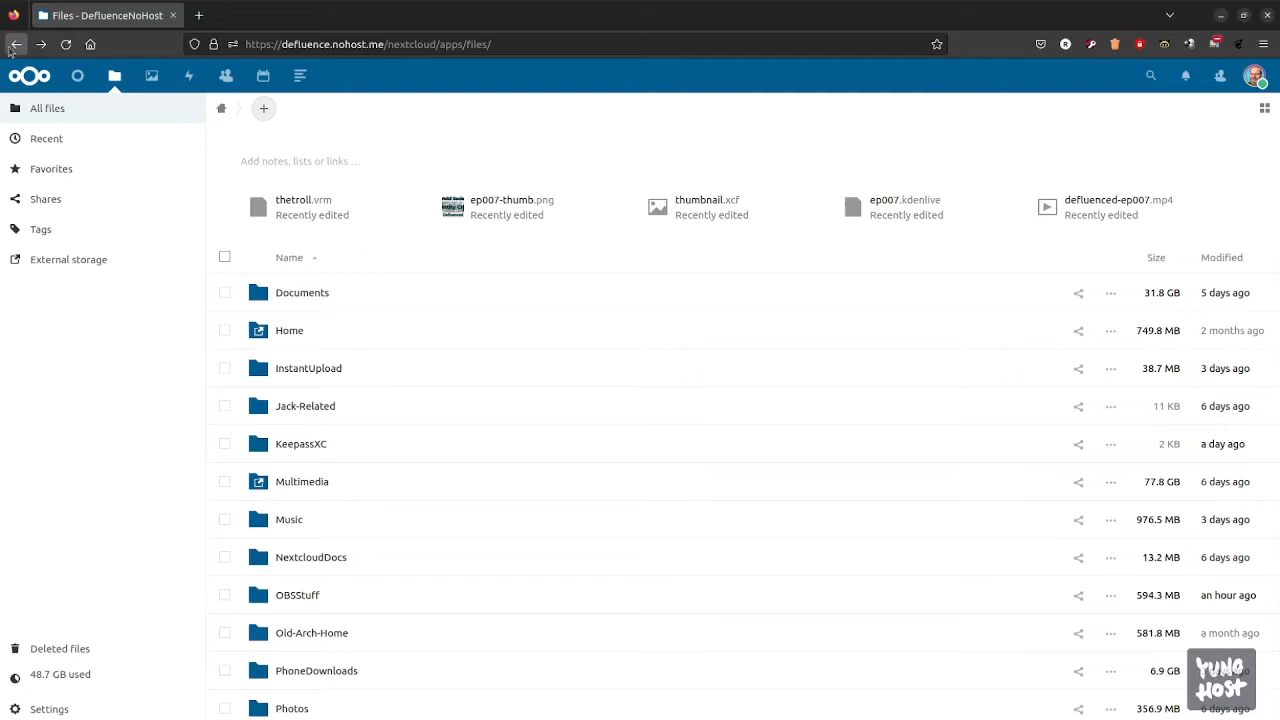 Files - DefluenceNoHost
https://defluence.nohost.me/nextcloud/apps/files/
All files
Recent
Favorites
Shares
Tags
External storage
Deleted files
48.7 GB used
Settings
Add notes, lists or links …
thetroll.vrm
Recently edited
ep007-thumb.png
Recently edited
thumbnail.xcf
Recently edited
ep007.kdenlive
Recently edited
defluenced-ep007.mp4
Recently edited
Name Size Modified
Documents 31.8 GB 5 days ago
Home 749.8 MB 2 months ago
InstantUpload 38.7 MB 3 days ago
Jack-Related 11 KB 6 days ago
KeepassXC 2 KB a day ago
Multimedia 77.8 GB 6 days ago
Music 976.5 MB 3 days ago
NextcloudDocs 13.2 MB 6 days ago
OBSStuff 594.3 MB an hour ago
Old-Arch-Home 581.8 MB a month ago
PhoneDownloads 6.9 GB
Photos 356.9 MB 6 days ago
YUNO
HOST